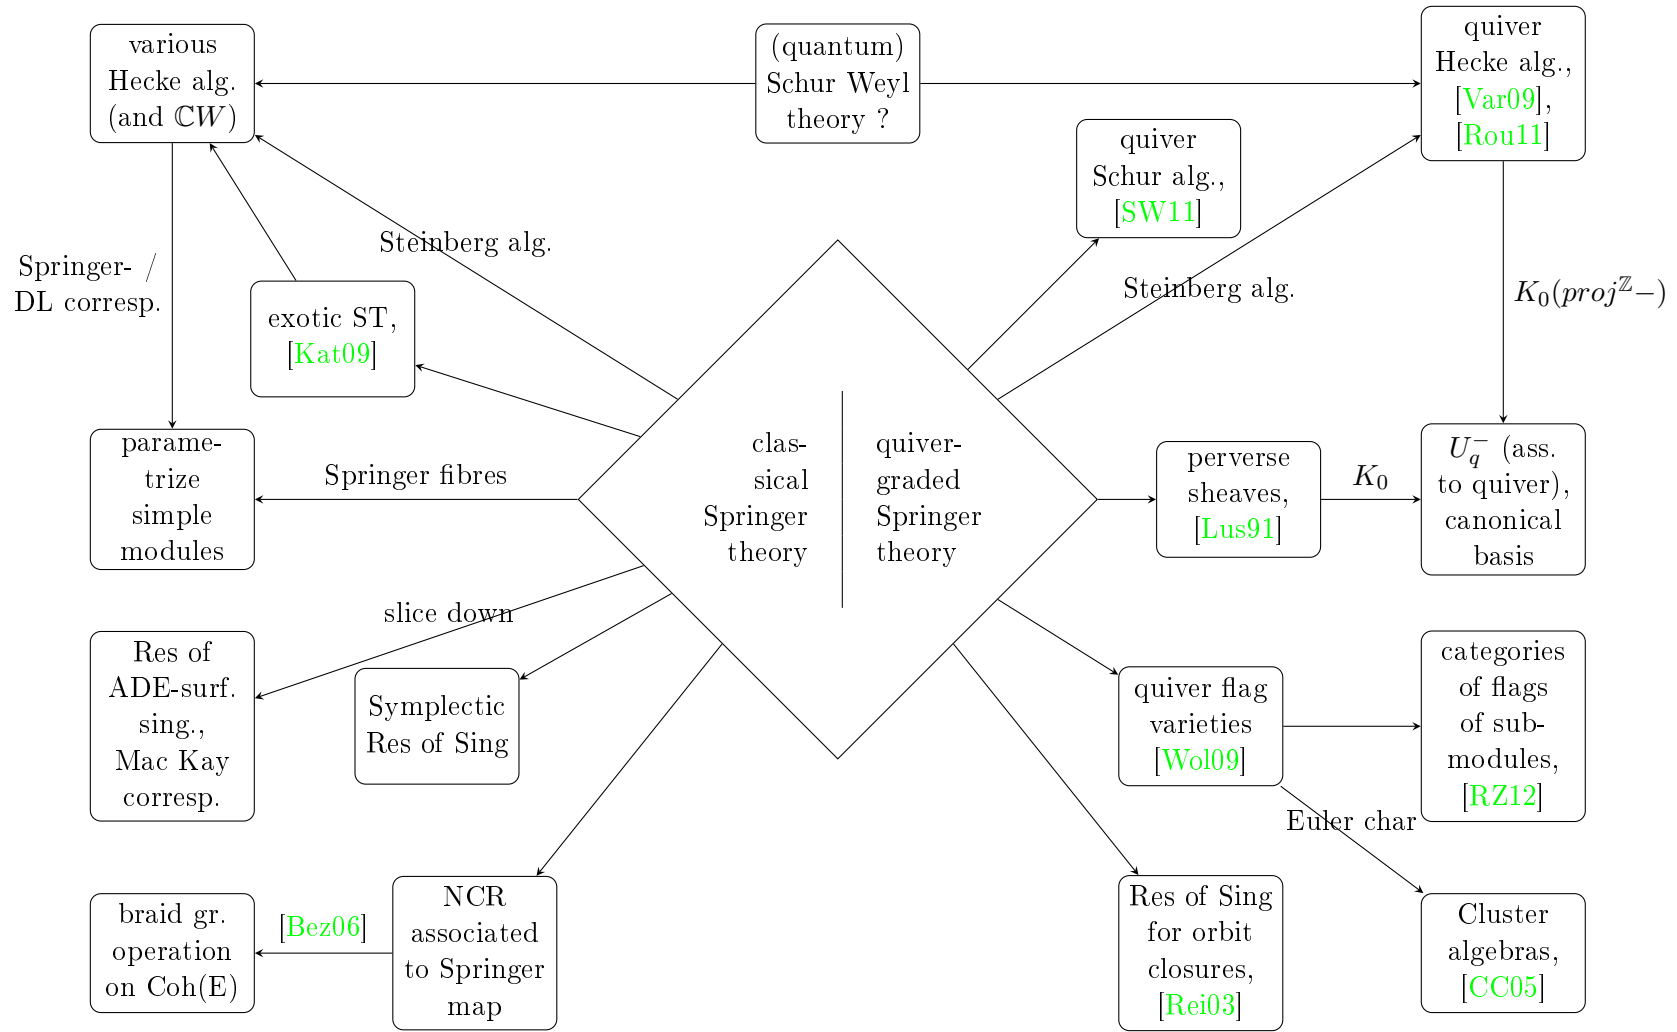 various
Hecke alg.
(and ℂW)
(quantum)
Schur Weyl
theory ?
quiver
Hecke alg.,
[Var09],
[Rou11]
quiver
Schur alg.,
[SW11]
Steinberg alg.
Springer- /
DL corresp.
exotic ST,
[Kat09]
Steinberg alg.
K₀(proj^ℤ−)
parame-
trize
simple
modules
Springer fibres
clas-
sical
Springer
theory
quiver-
graded
Springer
theory
perverse
sheaves,
[Lus91]
K₀
U_q^− (ass.
to quiver),
canonical
basis
slice down
Res of
ADE-surf.
sing.,
Mac Kay
corresp.
Symplectic
Res of Sing
quiver flag
varieties
[Wol09]
categories
of flags
of sub-
modules,
[RZ12]
Euler char
braid gr.
operation
on Coh(E)
[Bez06]
NCR
associated
to Springer
map
Res of Sing
for orbit
closures,
[Rei03]
Cluster
algebras,
[CC05]